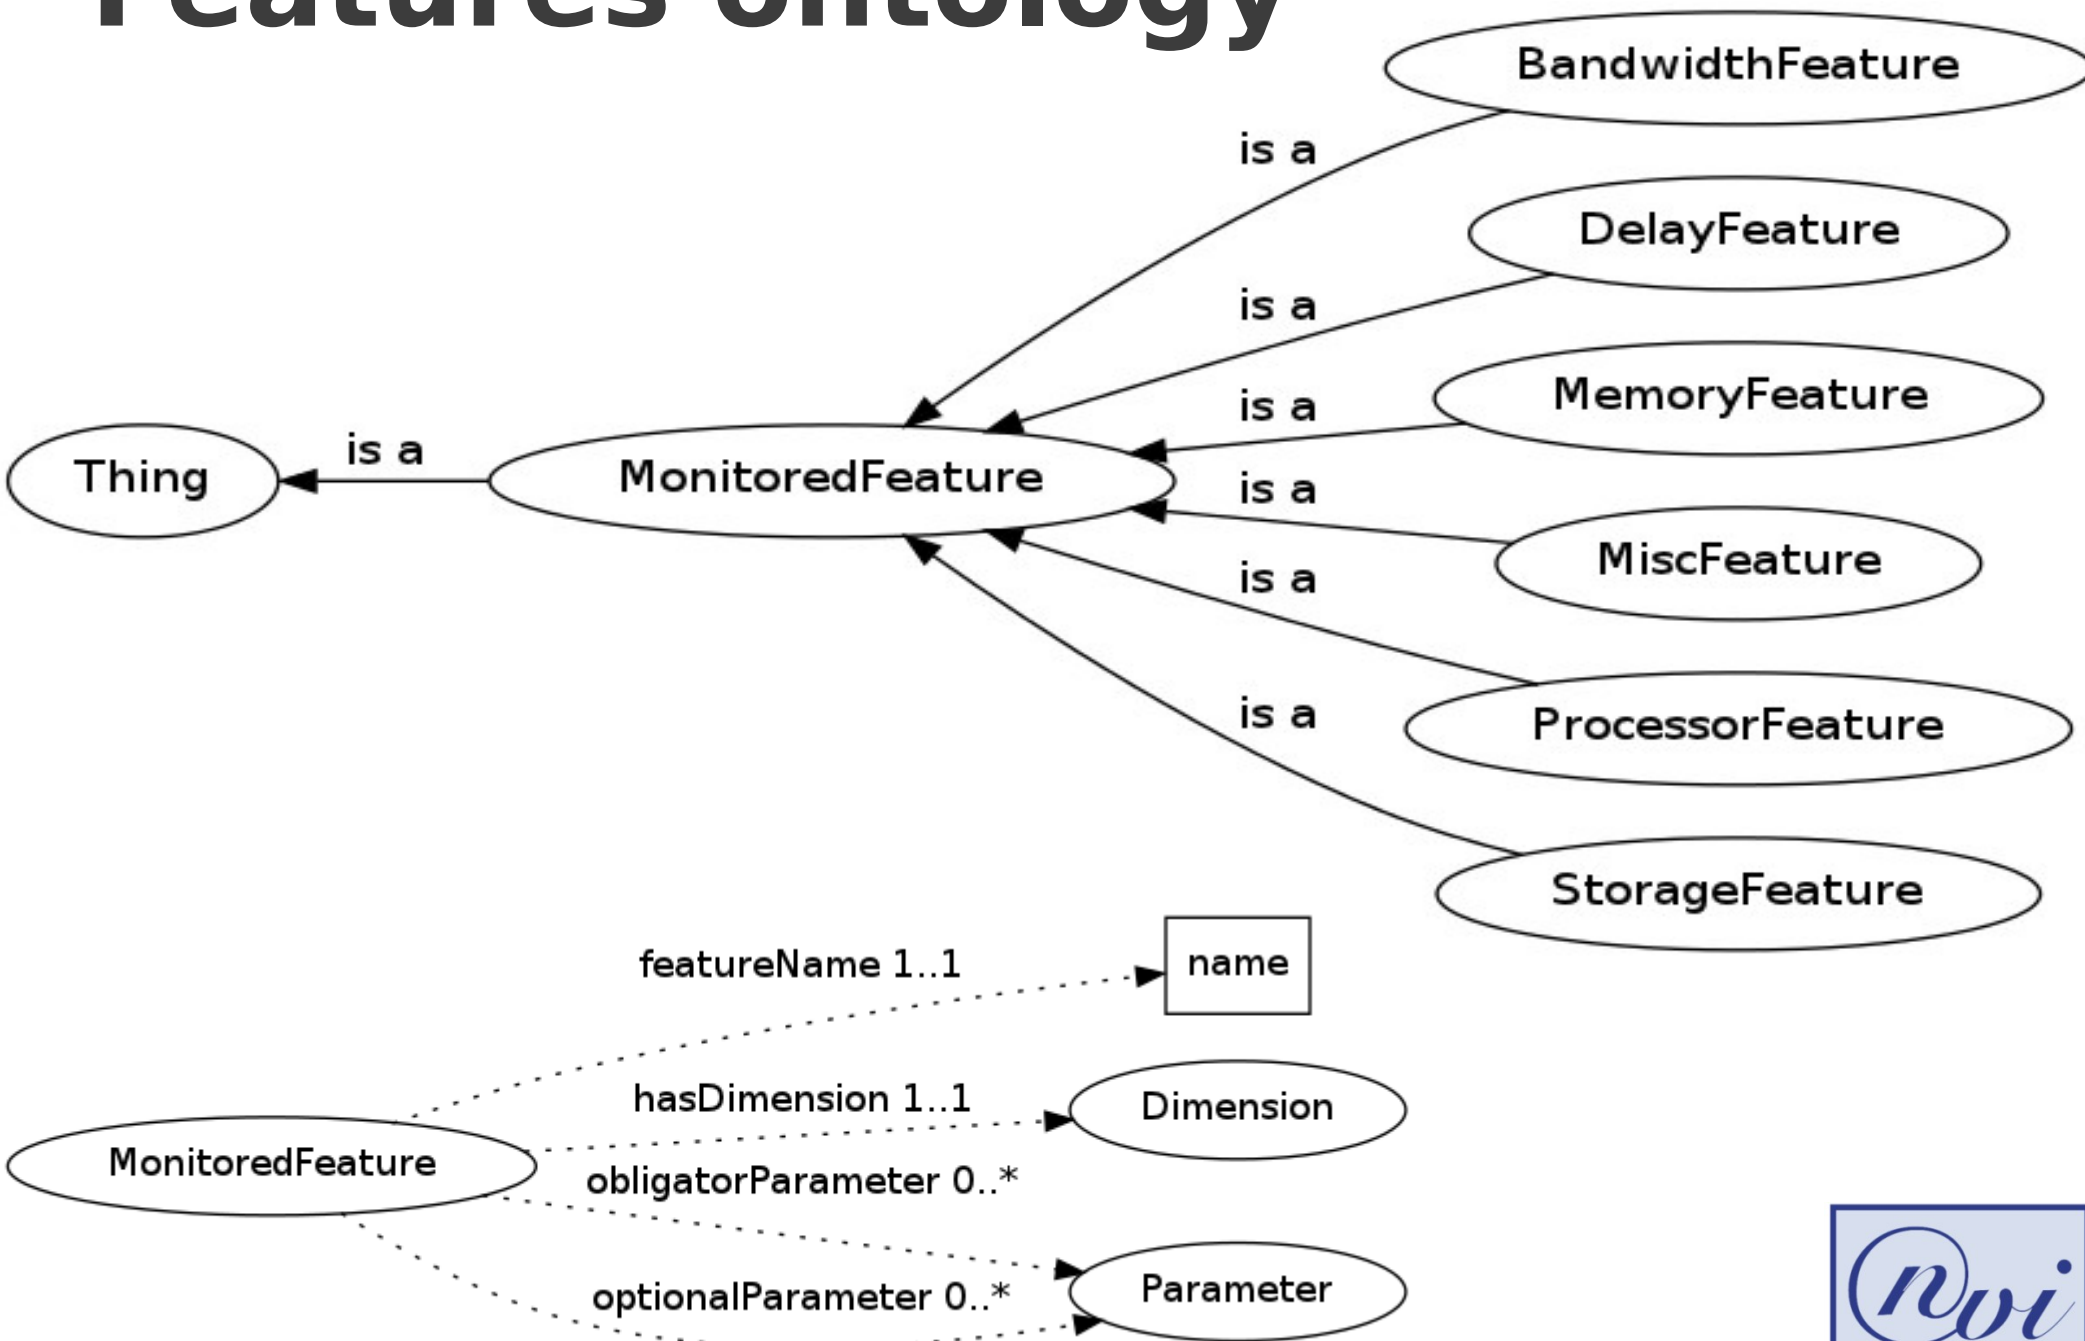 Features ontology
BandwidthFeature
is a
DelayFeature
is a
MemoryFeature
is a
Thing
is a
MonitoredFeature
is a
MiscFeature
is a
ProcessorFeature
is a
StorageFeature
featureName 1..1
name
hasDimension 1..1
Dimension
MonitoredFeature
obligatorParameter 0..*
Parameter
optionalParameter 0..*
nvi